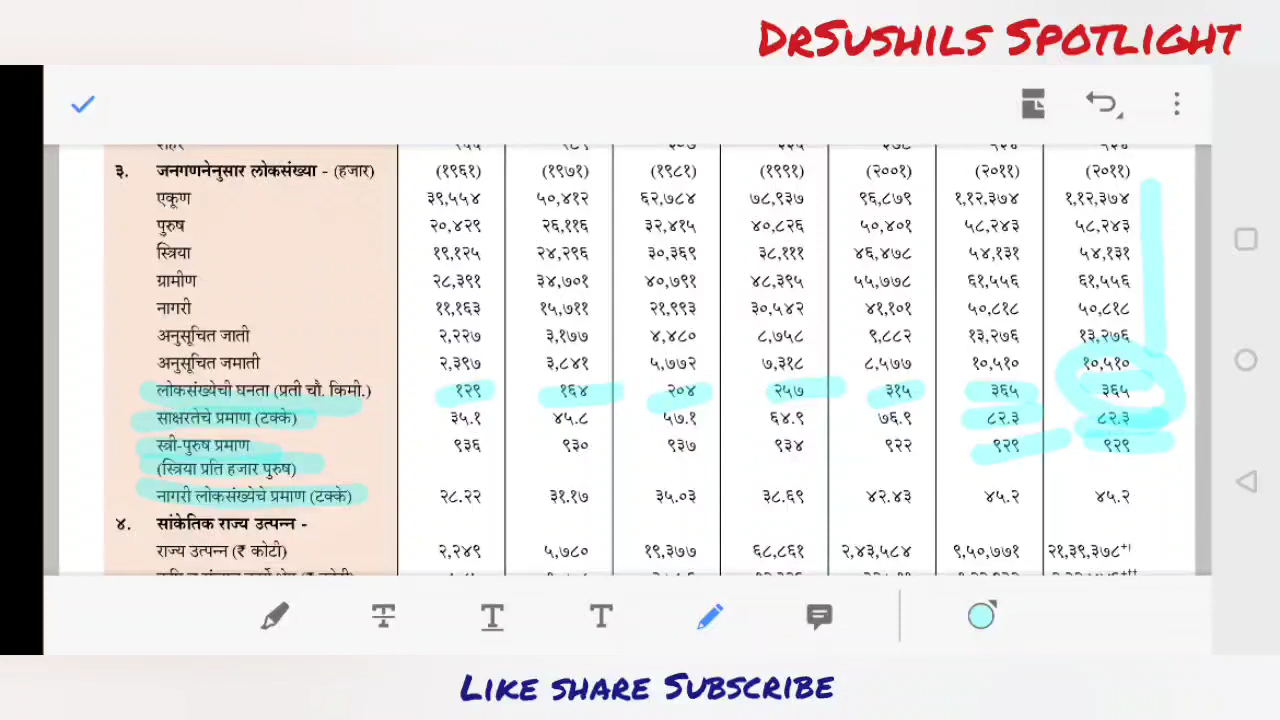 DrSushils Spotlight
३. जनगणनेनुसार लोकसंख्या - (हजार) (१९६१) (१९७१) (१९८१) (१९९१) (२००१) (२०११) (२०११)
एकूण ३९,५५४ ५०,४१२ ६२,७८४ ७८,९३७ ९६,८७९ १,१२,३७४ १,१२,३७४
पुरुष २०,४२९ २६,११६ ३२,४१५ ४०,८२६ ५०,४०१ ५८,२४३ ५८,२४३
स्त्रिया १९,१२५ २४,२९६ ३०,३६९ ३८,१११ ४६,४७८ ५४,१३१ ५४,१३१
ग्रामीण २८,३९१ ३४,७०१ ४०,७९१ ४८,३९५ ५५,७७८ ६१,५५६ ६१,५५६
नागरी ११,१६३ १५,७११ २१,९९३ ३०,५४२ ४१,१०१ ५०,८१८ ५०,८१८
अनुसूचित जाती २,२२७ ३,१७७ ४,४८० ८,७५८ ९,८८२ १३,२७६ १३,२७६
अनुसूचित जमाती २,३९७ ३,८४१ ५,७७२ ७,३१८ ८,५७७ १०,५१० १०,५१०
लोकसंख्येची घनता (प्रती चौ. किमी.) १२९ १६४ २०४ २५७ ३१५ ३६५ ३६५
साक्षरतेचे प्रमाण (टक्के) ३५.१ ४५.८ ५७.१ ६४.९ ७६.९ ८२.३ ८२.३
स्त्री-पुरुष प्रमाण ९३६ ९३० ९३७ ९३४ ९२२ ९२९ ९२९
(स्त्रिया प्रति हजार पुरुष)
नागरी लोकसंख्येचे प्रमाण (टक्के) २८.२२ ३१.१७ ३५.०३ ३८.६९ ४२.४३ ४५.२ ४५.२
४. सांकेतिक राज्य उत्पन्न -
राज्य उत्पन्न (₹ कोटी) २,२४९ ५,७८० १९,३७७ ६८,८६१ २,४३,५८४ ९,५०,७७१ २१,३९,३७८⁺¹
T T T
Like share Subscribe